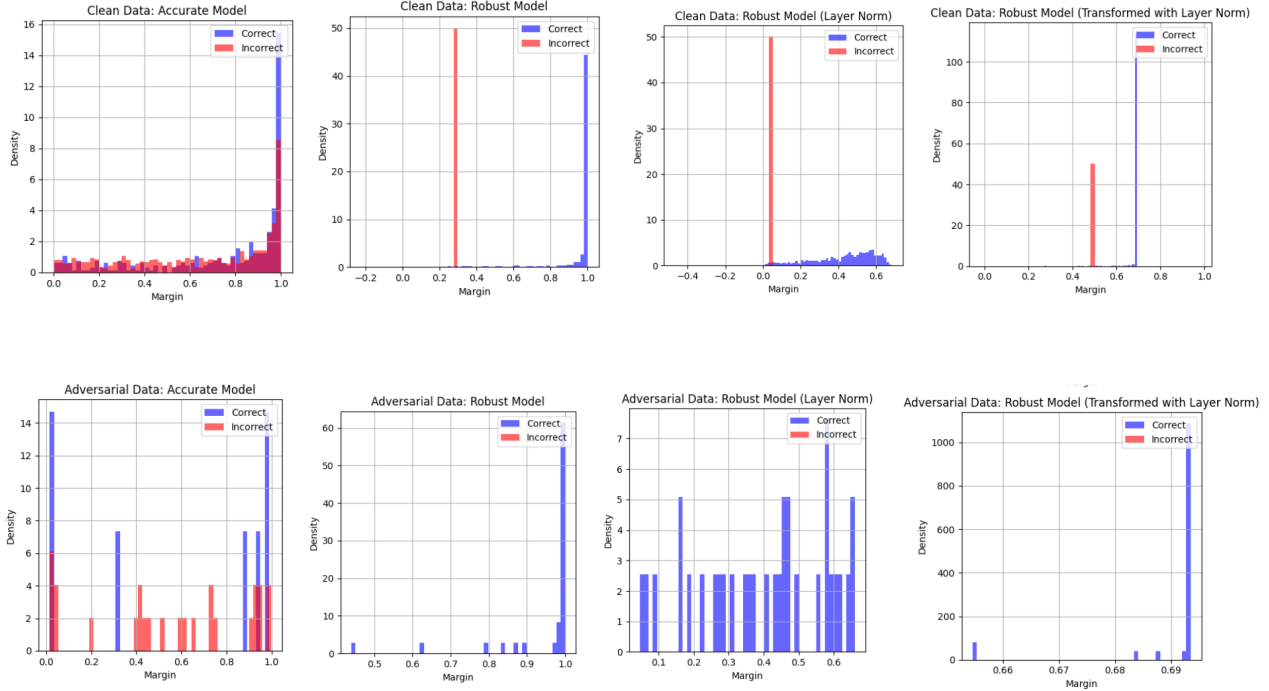 Clean Data: Accurate Model
16
14
12
10
8
6
4
2
0
Density
0.0 0.2 0.4 0.6 0.8 1.0
Margin
Correct
Incorrect
Clean Data: Robust Model
50
40
30
20
10
0
Density
−0.2 0.0 0.2 0.4 0.6 0.8 1.0
Margin
Correct
Incorrect
Clean Data: Robust Model (Layer Norm)
50
40
30
20
10
0
Density
−0.4 −0.2 0.0 0.2 0.4 0.6
Margin
Correct
Incorrect
Clean Data: Robust Model (Transformed with Layer Norm)
100
80
60
40
20
0
Density
0.0 0.2 0.4 0.6 0.8 1.0
Margin
Correct
Incorrect
Adversarial Data: Accurate Model
14
12
10
8
6
4
2
0
Density
0.0 0.2 0.4 0.6 0.8 1.0
Margin
Correct
Incorrect
Adversarial Data: Robust Model
60
50
40
30
20
10
0
Density
0.5 0.6 0.7 0.8 0.9 1.0
Margin
Correct
Incorrect
Adversarial Data: Robust Model (Layer Norm)
7
6
5
4
3
2
1
0
Density
0.1 0.2 0.3 0.4 0.5 0.6
Margin
Correct
Incorrect
Adversarial Data: Robust Model (Transformed with Layer Norm)
1000
800
600
400
200
0
Density
0.66 0.67 0.68 0.69
Margin
Correct
Incorrect